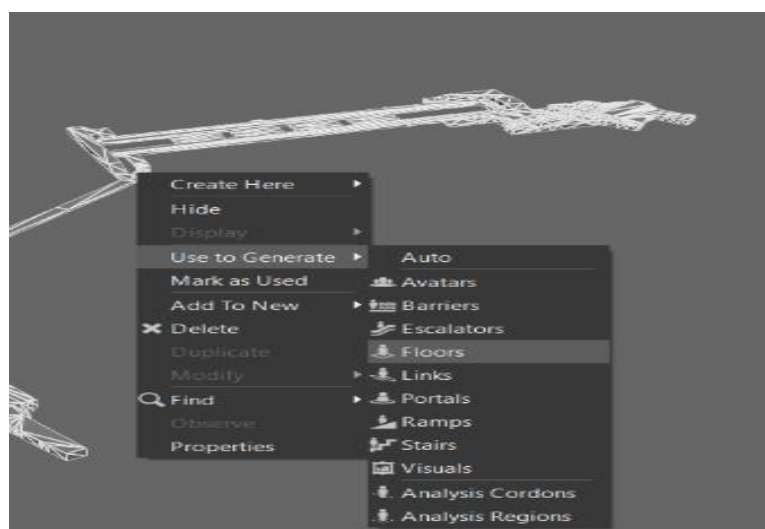 Create Here
Hide
Display
Use to Generate
Mark as Used
Add To New
Delete
Duplicate
Modify
Find
Observe
Properties
Auto
Avatars
Barriers
Escalators
Floors
Links
Portals
Ramps
Stairs
Visuals
Analysis Cordons
Analysis Regions